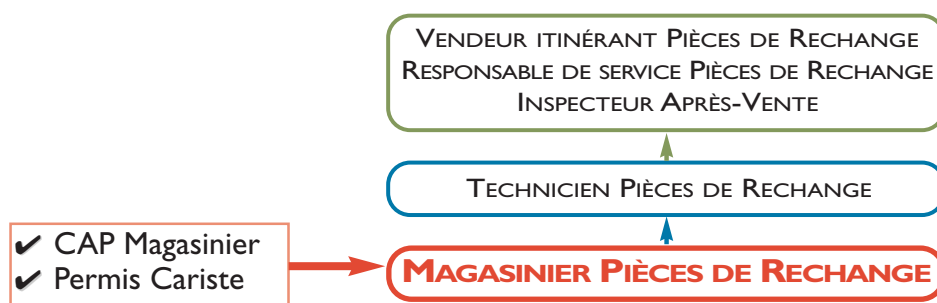 Vendeur itinérant Pièces de Rechange
Responsable de service Pièces de Rechange
Inspecteur Après-Vente
Technicien Pièces de Rechange
✔ CAP Magasinier
✔ Permis Cariste
Magasinier Pièces de Rechange